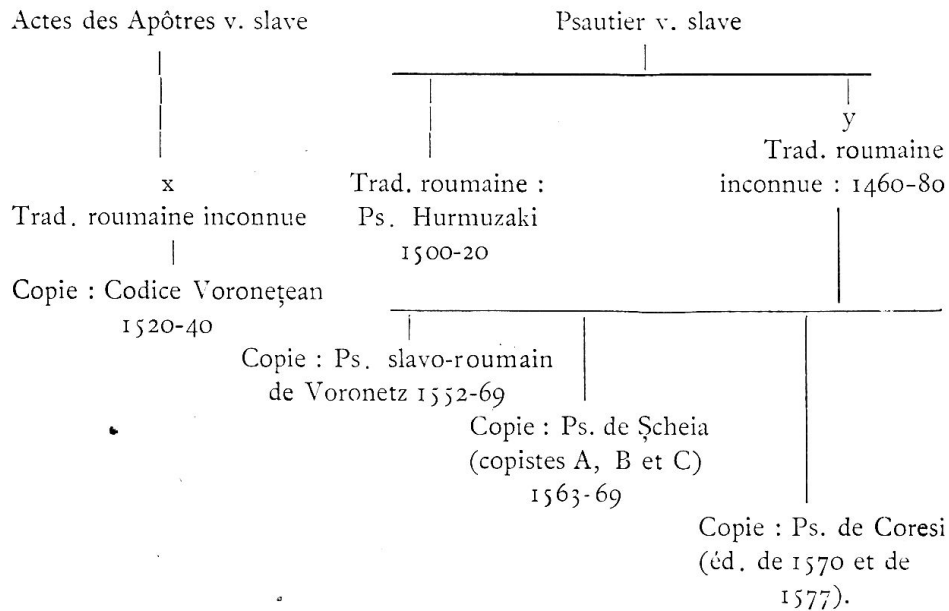 Actes des Apôtres v. slave
Psautier v. slave
x
Trad. roumaine inconnue
Copie : Codice Voronețean
1520-40
Trad. roumaine :
Ps. Hurmuzaki
1500-20
y
Trad. roumaine
inconnue : 1460-80
Copie : Ps. slavo-roumain
de Voronetz 1552-69
Copie : Ps. de Șcheia
(copistes A, B et C)
1563-69
Copie : Ps. de Coresi
(éd. de 1570 et de
1577).